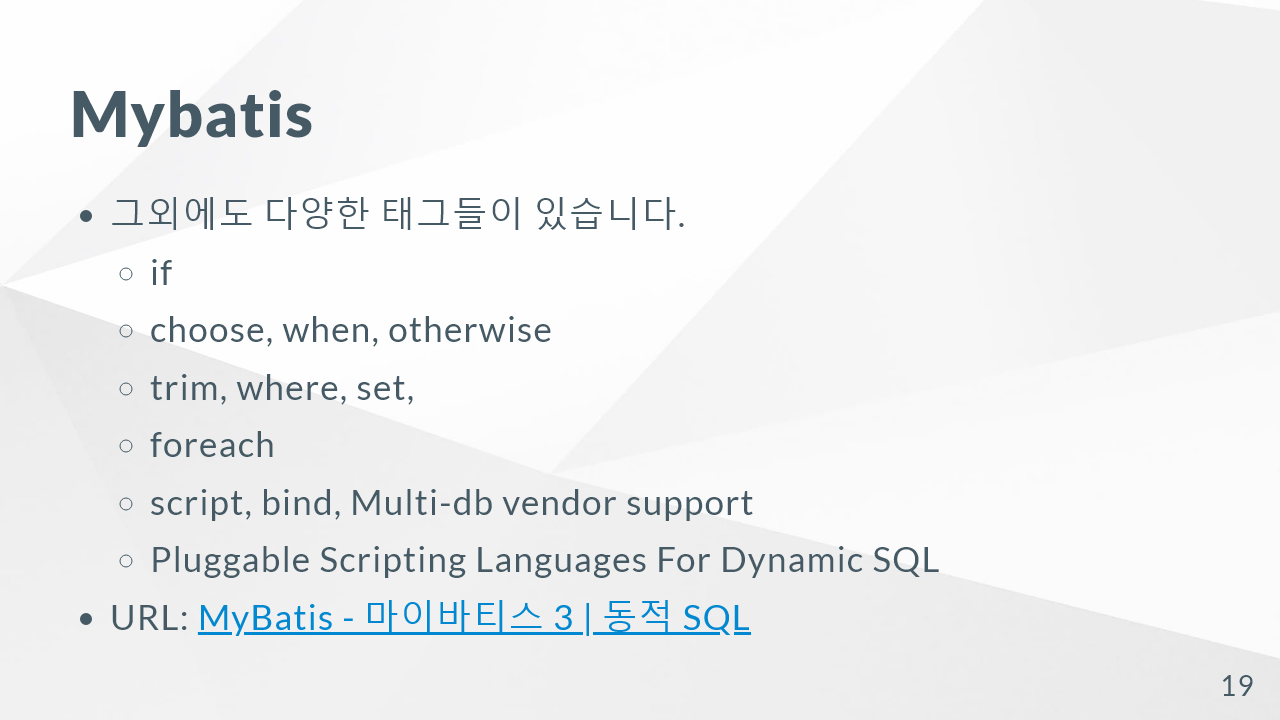 Mybatis
그외에도 다양한 태그들이 있습니다.
if
choose, when, otherwise
trim, where, set,
foreach
script, bind, Multi-db vendor support
Pluggable Scripting Languages For Dynamic SQL
URL: MyBatis - 마이바티스 3 | 동적 SQL
19